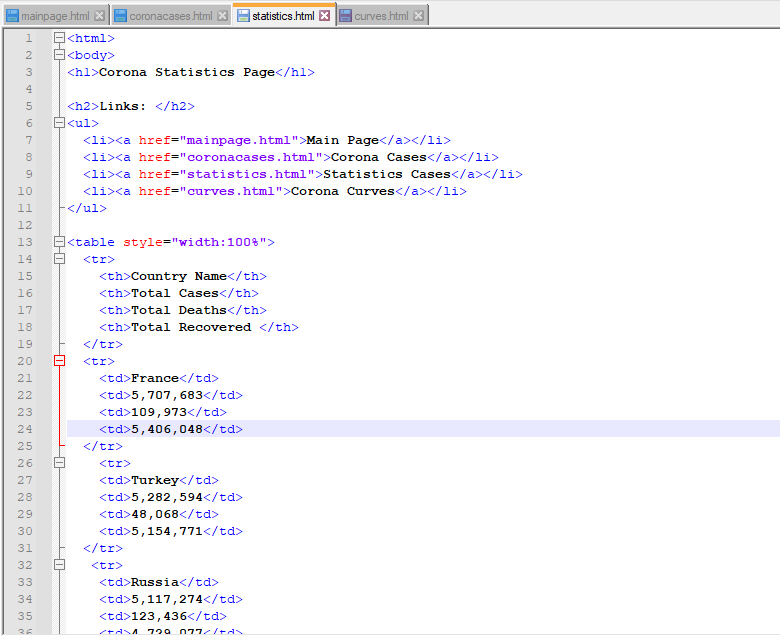 mainpage.html coronacases.html statistics.html curves.html
1 <html>
2 <body>
3 <h1>Corona Statistics Page</h1>
4
5 <h2>Links: </h2>
6 <ul>
7 <li><a href="mainpage.html">Main Page</a></li>
8 <li><a href="coronacases.html">Corona Cases</a></li>
9 <li><a href="statistics.html">Statistics Cases</a></li>
10 <li><a href="curves.html">Corona Curves</a></li>
11 </ul>
12
13 <table style="width:100%">
14 <tr>
15 <th>Country Name</th>
16 <th>Total Cases</th>
17 <th>Total Deaths</th>
18 <th>Total Recovered </th>
19 </tr>
20 <tr>
21 <td>France</td>
22 <td>5,707,683</td>
23 <td>109,973</td>
24 <td>5,406,048</td>
25 </tr>
26 <tr>
27 <td>Turkey</td>
28 <td>5,282,594</td>
29 <td>48,068</td>
30 <td>5,154,771</td>
31 </tr>
32 <tr>
33 <td>Russia</td>
34 <td>5,117,274</td>
35 <td>123,436</td>
36 <td>4,729,077</td>